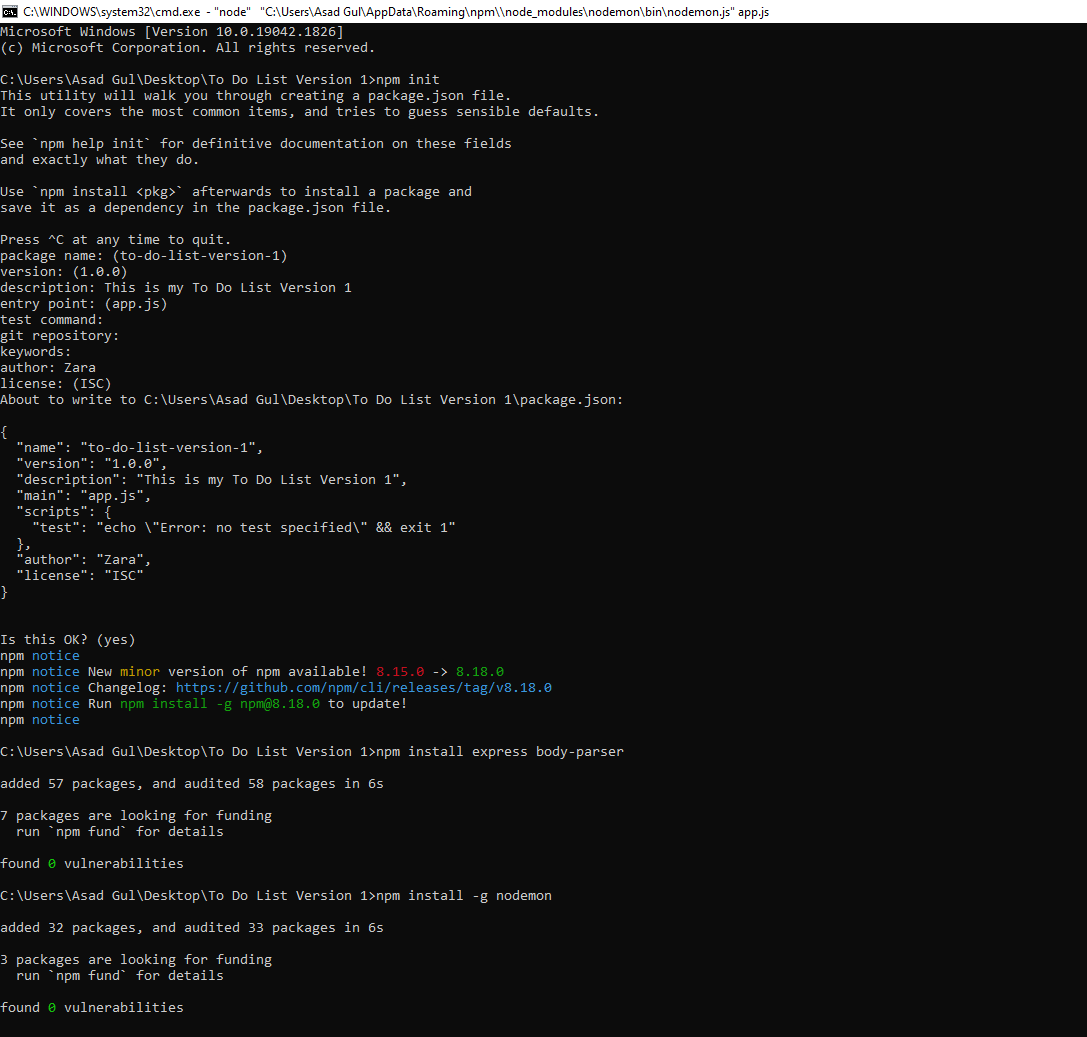 C:\WINDOWS\system32\cmd.exe - "node" "C:\Users\Asad Gul\AppData\Roaming\npm\\node_modules\nodemon\bin\nodemon.js" app.js
Microsoft Windows [Version 10.0.19042.1826]
(c) Microsoft Corporation. All rights reserved.
C:\Users\Asad Gul\Desktop\To Do List Version 1>npm init
This utility will walk you through creating a package.json file.
It only covers the most common items, and tries to guess sensible defaults.
See `npm help init` for definitive documentation on these fields
and exactly what they do.
Use `npm install <pkg>` afterwards to install a package and
save it as a dependency in the package.json file.
Press ^C at any time to quit.
package name: (to-do-list-version-1)
version: (1.0.0)
description: This is my To Do List Version 1
entry point: (app.js)
test command:
git repository:
keywords:
author: Zara
license: (ISC)
About to write to C:\Users\Asad Gul\Desktop\To Do List Version 1\package.json:
{
  "name": "to-do-list-version-1",
  "version": "1.0.0",
  "description": "This is my To Do List Version 1",
  "main": "app.js",
  "scripts": {
    "test": "echo \"Error: no test specified\" && exit 1"
  },
  "author": "Zara",
  "license": "ISC"
}
Is this OK? (yes)
npm notice
npm notice New minor version of npm available! 8.15.0 -> 8.18.0
npm notice Changelog: https://github.com/npm/cli/releases/tag/v8.18.0
npm notice Run npm install -g npm@8.18.0 to update!
npm notice
C:\Users\Asad Gul\Desktop\To Do List Version 1>npm install express body-parser
added 57 packages, and audited 58 packages in 6s
7 packages are looking for funding
  run `npm fund` for details
found 0 vulnerabilities
C:\Users\Asad Gul\Desktop\To Do List Version 1>npm install -g nodemon
added 32 packages, and audited 33 packages in 6s
3 packages are looking for funding
  run `npm fund` for details
found 0 vulnerabilities